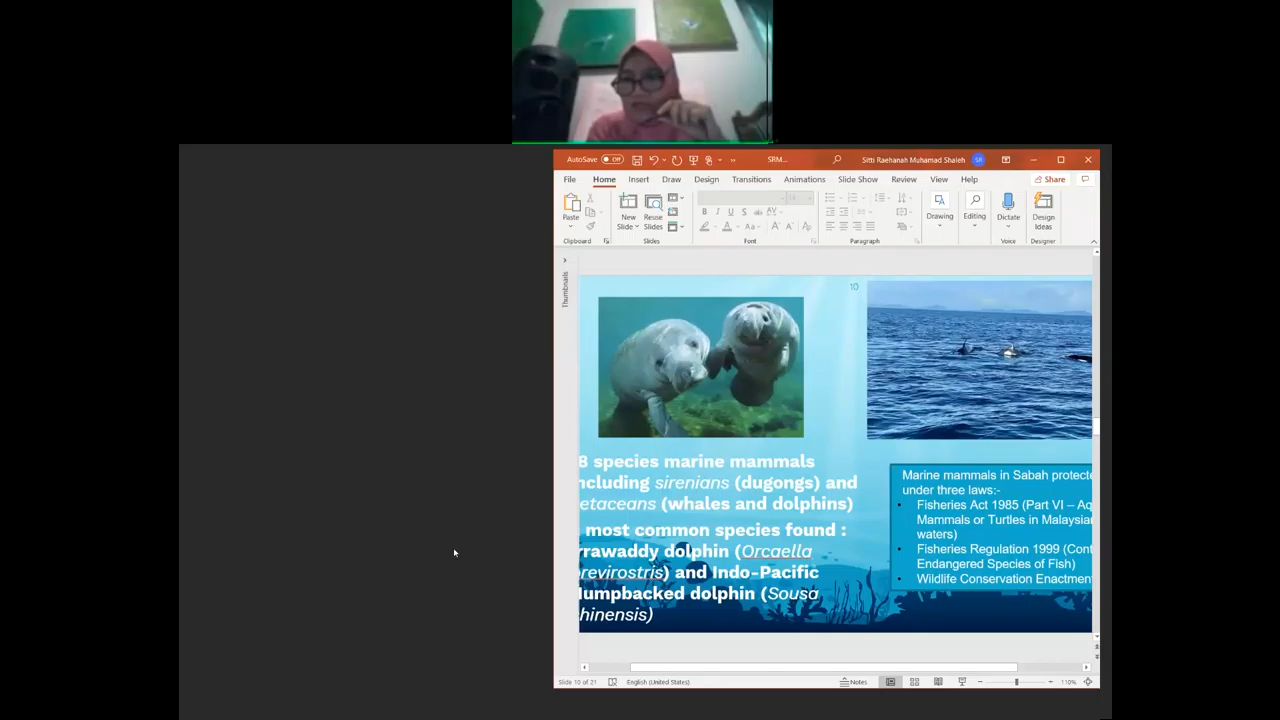 AutoSave Off SRM... Sitti Raehanah Muhamad Shaleh SR
File Home Insert Draw Design Transitions Animations Slide Show Review View Help Share
Paste New Slide Reuse Slides Drawing Editing Dictate Design Ideas
Clipboard Slides Font Paragraph Voice Designer
Thumbnails
10
8 species marine mammals
ncluding sirenians (dugongs) and
etaceans (whales and dolphins)
most common species found :
rrawaddy dolphin (Orcaella
brevirostris) and Indo-Pacific
Humpbacked dolphin (Sousa
chinensis)
Marine mammals in Sabah protecte
under three laws:-
• Fisheries Act 1985 (Part VI – Aq
Mammals or Turtles in Malaysian
waters)
• Fisheries Regulation 1999 (Cont
Endangered Species of Fish)
• Wildlife Conservation Enactmen
Slide 10 of 21 English (United States) Notes 110%